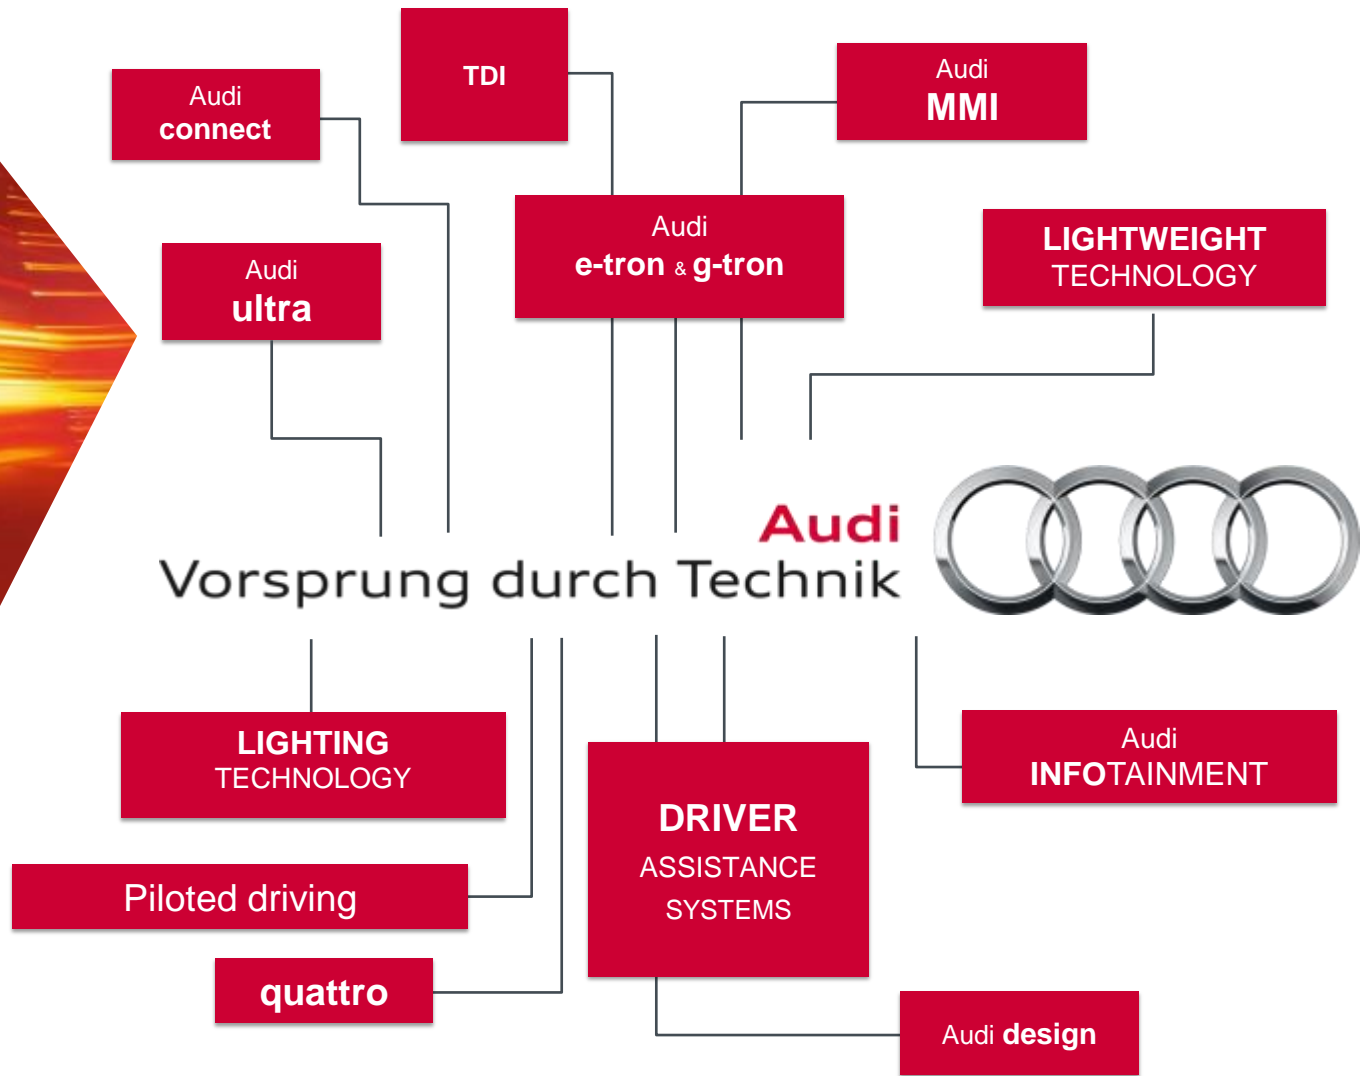 TDI
Audi
MMI
Audi
connect
Audi
e-tron & g-tron
LIGHTWEIGHT
TECHNOLOGY
Audi
ultra
Audi
Vorsprung durch Technik
LIGHTING
TECHNOLOGY
Audi
INFOTAINMENT
DRIVER
ASSISTANCE
SYSTEMS
Piloted driving
quattro
Audi design